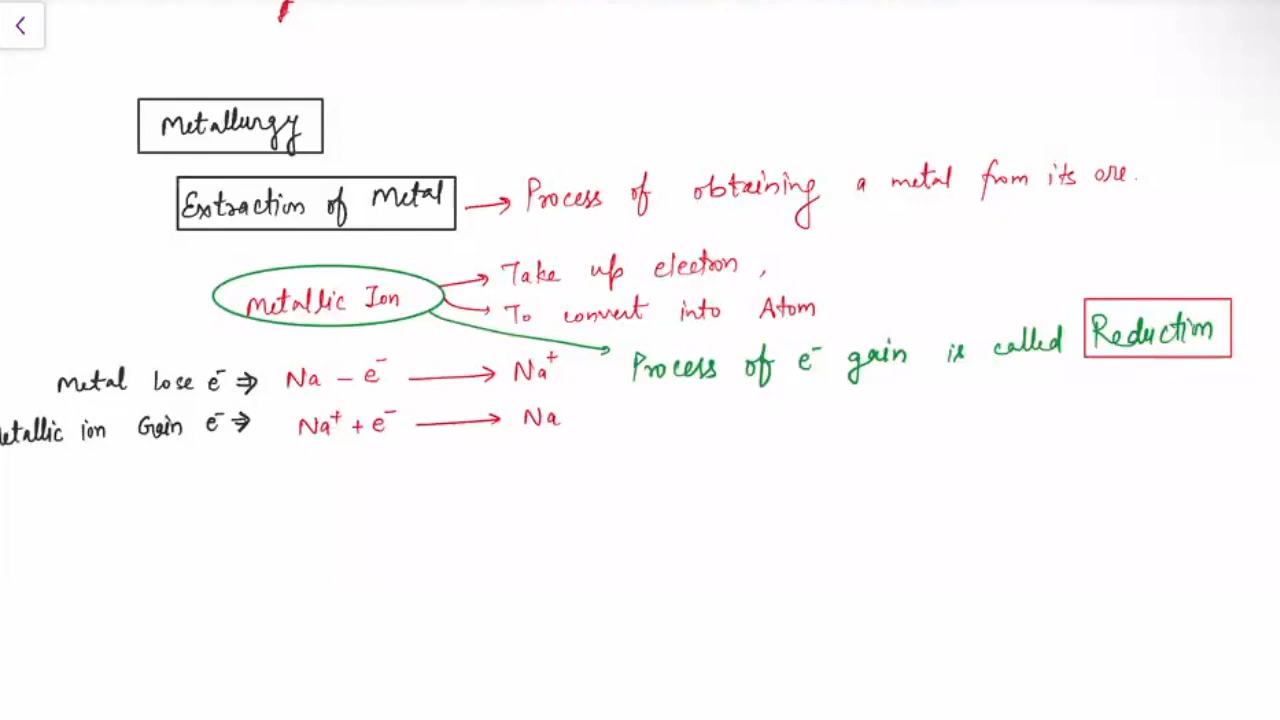 Metallurgy
Extraction of Metal → Process of obtaining a metal from its ore.
Metallic Ion → Take up electron,
→ To convert into Atom
→ Process of e⁻ gain is called Reduction
Metal lose e⁻ ⇒ Na – e⁻ → Na⁺
etallic ion Gain e⁻ ⇒ Na⁺ + e⁻ → Na